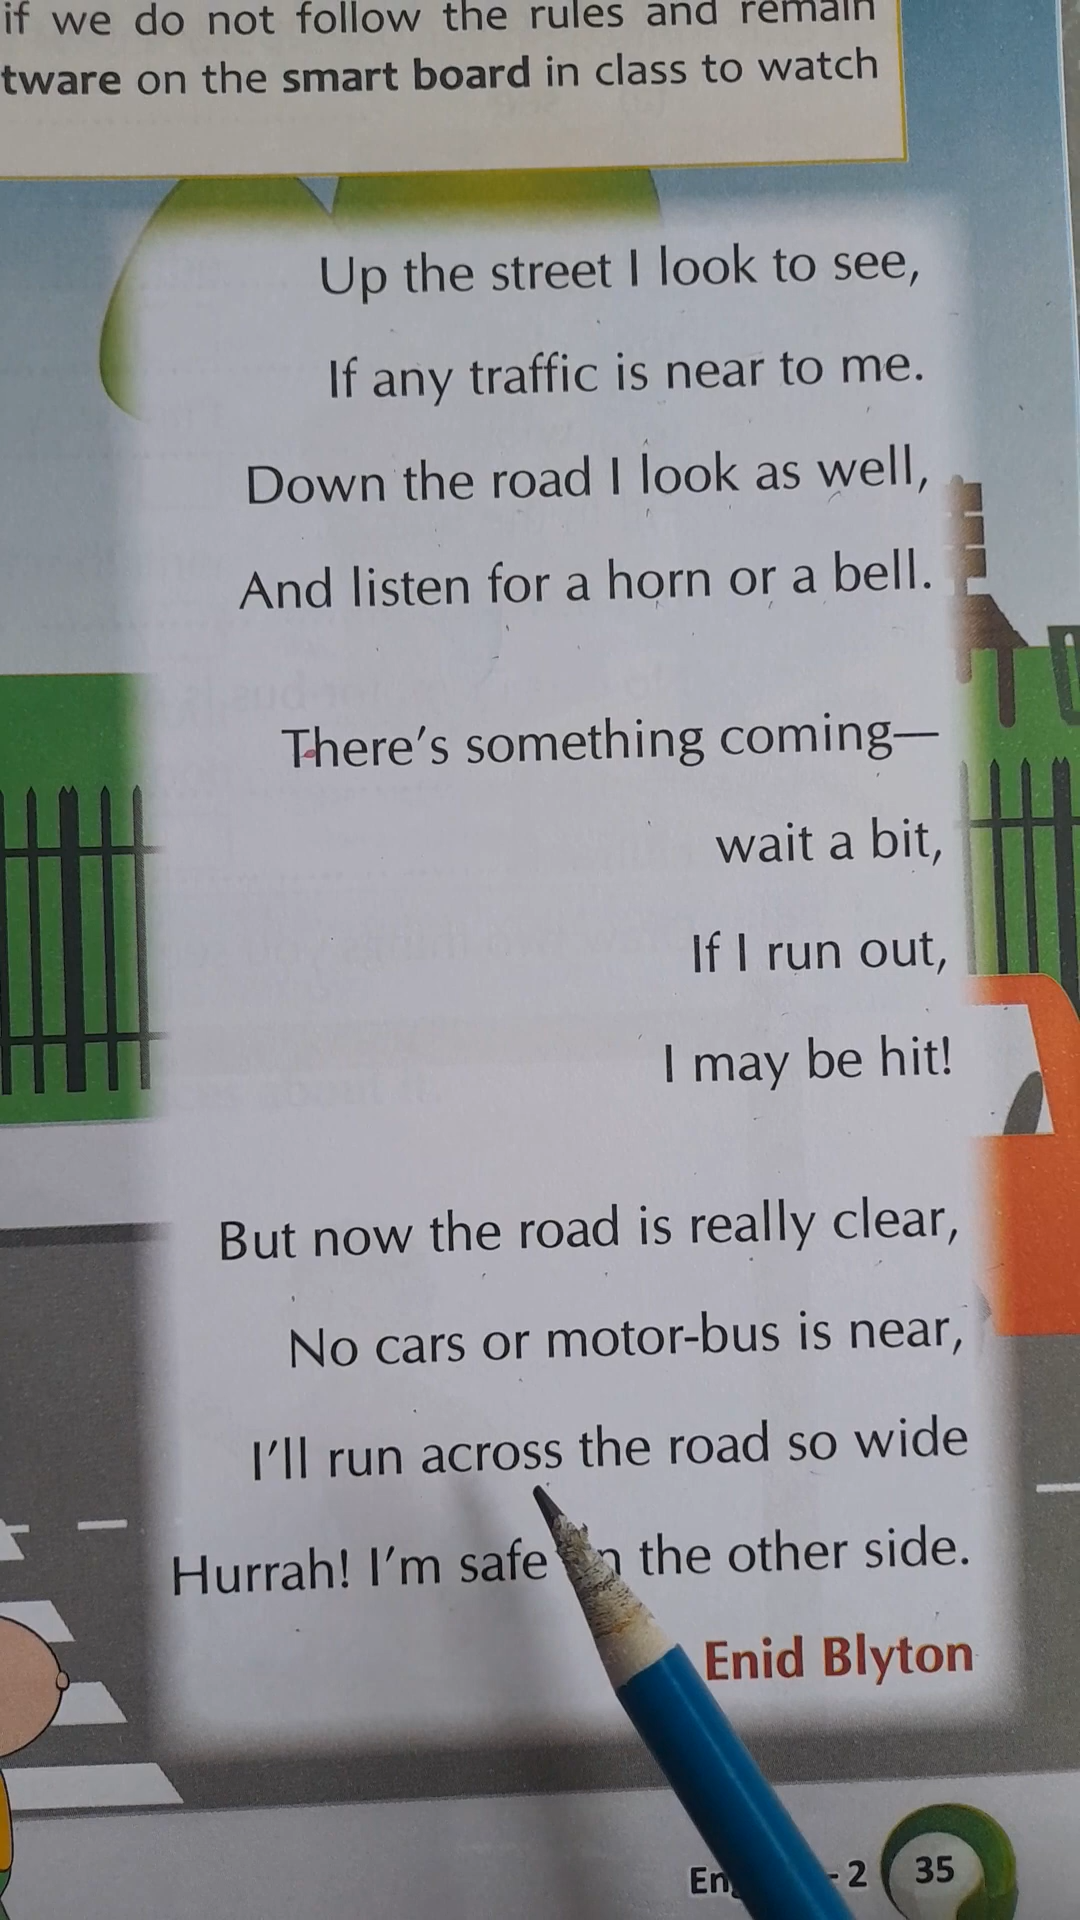 if we do not follow the rules and remain
tware on the smart board in class to watch
Up the street I look to see,
If any traffic is near to me.
Down the road I look as well,
And listen for a horn or a bell.
There's something coming—
wait a bit,
If I run out,
I may be hit!
But now the road is really clear,
No cars or motor-bus is near,
I'll run across the road so wide
Hurrah! I'm safe the other side.
Enid Blyton
- 2 35